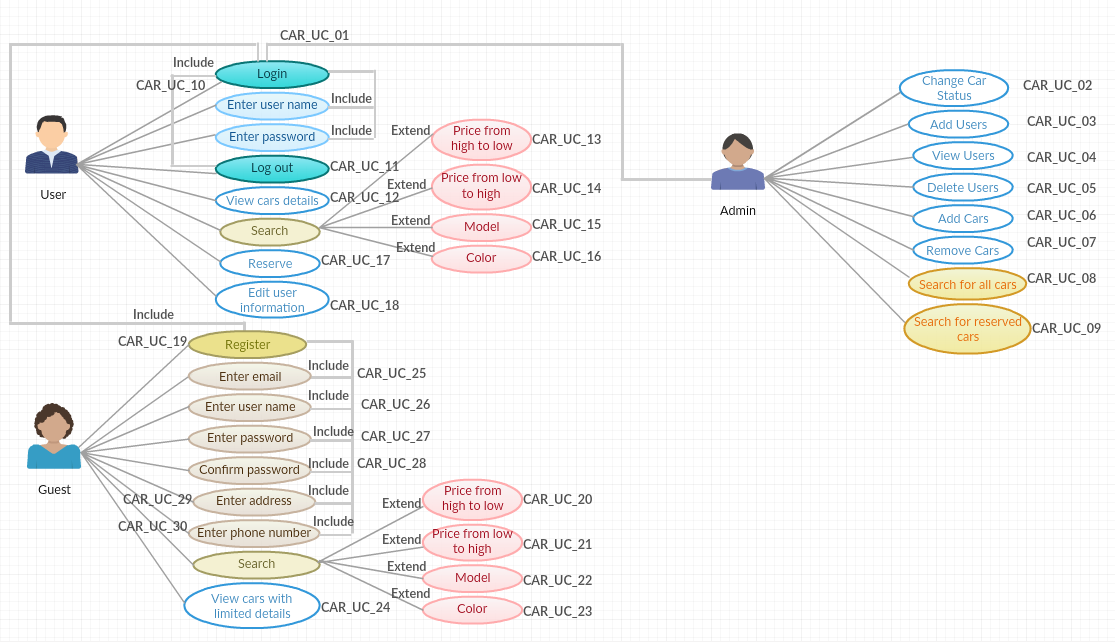 CAR_UC_01
Include
Login
CAR_UC_10
Enter user name
Include
Enter password
Include
Log out
CAR_UC_11
View cars details
CAR_UC_12
Search
Reserve
CAR_UC_17
Edit user
information
CAR_UC_18
User
Extend
Price from
high to low
CAR_UC_13
Extend
Price from low
to high
CAR_UC_14
Extend
Model
CAR_UC_15
Extend
Color
CAR_UC_16
Admin
Change Car
Status
CAR_UC_02
Add Users
CAR_UC_03
View Users
CAR_UC_04
Delete Users
CAR_UC_05
Add Cars
CAR_UC_06
Remove Cars
CAR_UC_07
Search for all cars
CAR_UC_08
Search for reserved
cars
CAR_UC_09
Include
CAR_UC_19
Register
Enter email
Include
CAR_UC_25
Enter user name
Include
CAR_UC_26
Enter password
Include
CAR_UC_27
Confirm password
Include
CAR_UC_28
CAR_UC_29
Enter address
Include
CAR_UC_30
Enter phone number
Include
Search
View cars with
limited details
CAR_UC_24
Guest
Extend
Price from
high to low
CAR_UC_20
Extend
Price from low
to high
CAR_UC_21
Extend
Model
CAR_UC_22
Extend
Color
CAR_UC_23